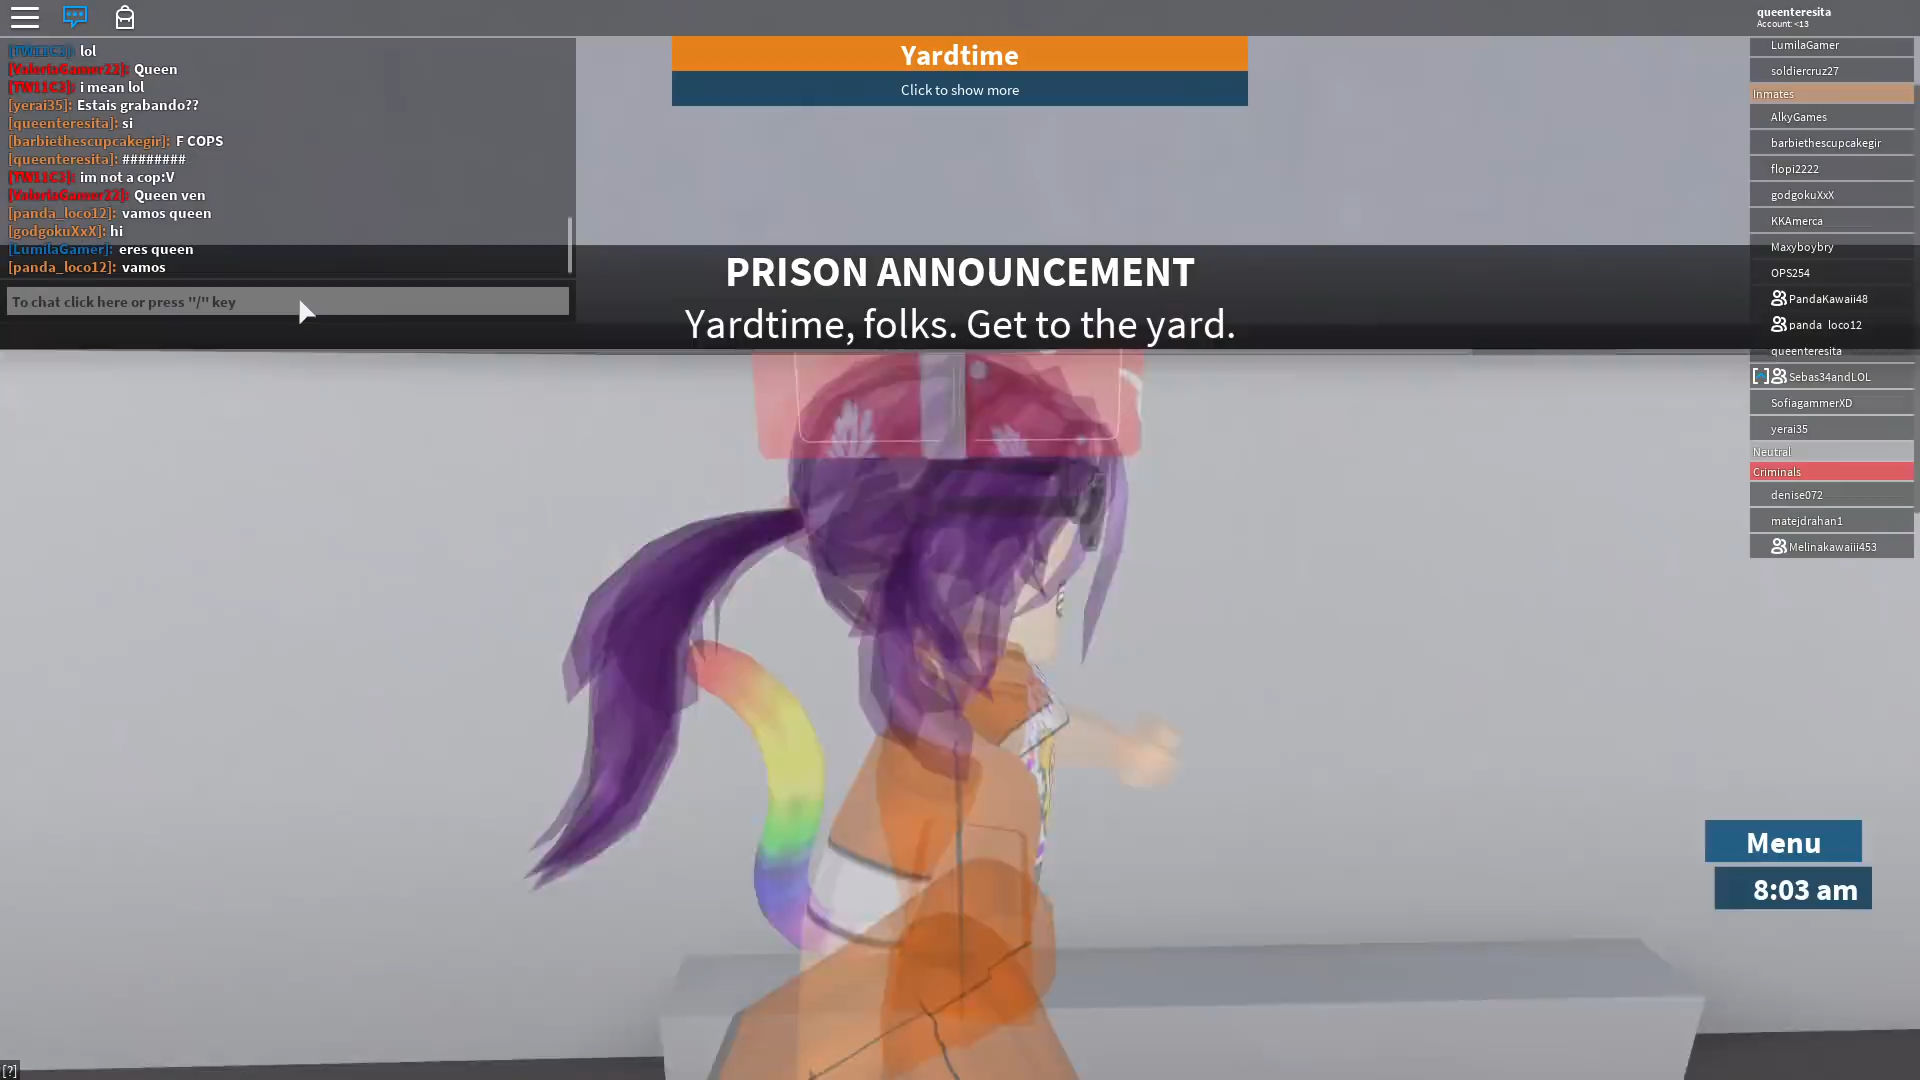 [TW11C3]: lol
[ValeriaGamer22]: Queen
[TW11C3]: i mean lol
[yerai35]: Estais grabando??
[queenteresita]: si
[barbiethescupcakegir]: F COPS
[queenteresita]: ########
[TW11C3]: im not a cop:V
[ValeriaGamer22]: Queen ven
[panda_loco12]: vamos queen
[godgokuXxX]: hi
[LumilaGamer]: eres queen
[panda_loco12]: vamos
To chat click here or press "/" key
Yardtime
Click to show more
PRISON ANNOUNCEMENT
Yardtime, folks. Get to the yard.
queenteresita
Account: <13
LumilaGamer
soldiercruz27
Inmates
AlkyGames
barbiethescupcakegir
flopi2222
godgokuXxX
KKAmerca
Maxyboybry
OPS254
PandaKawaii48
panda_loco12
queenteresita
Sebas34andLOL
SofiagammerXD
yerai35
Neutral
Criminals
denise072
matejdrahan1
Melinakawaiii453
Menu
8:03 am
[?]